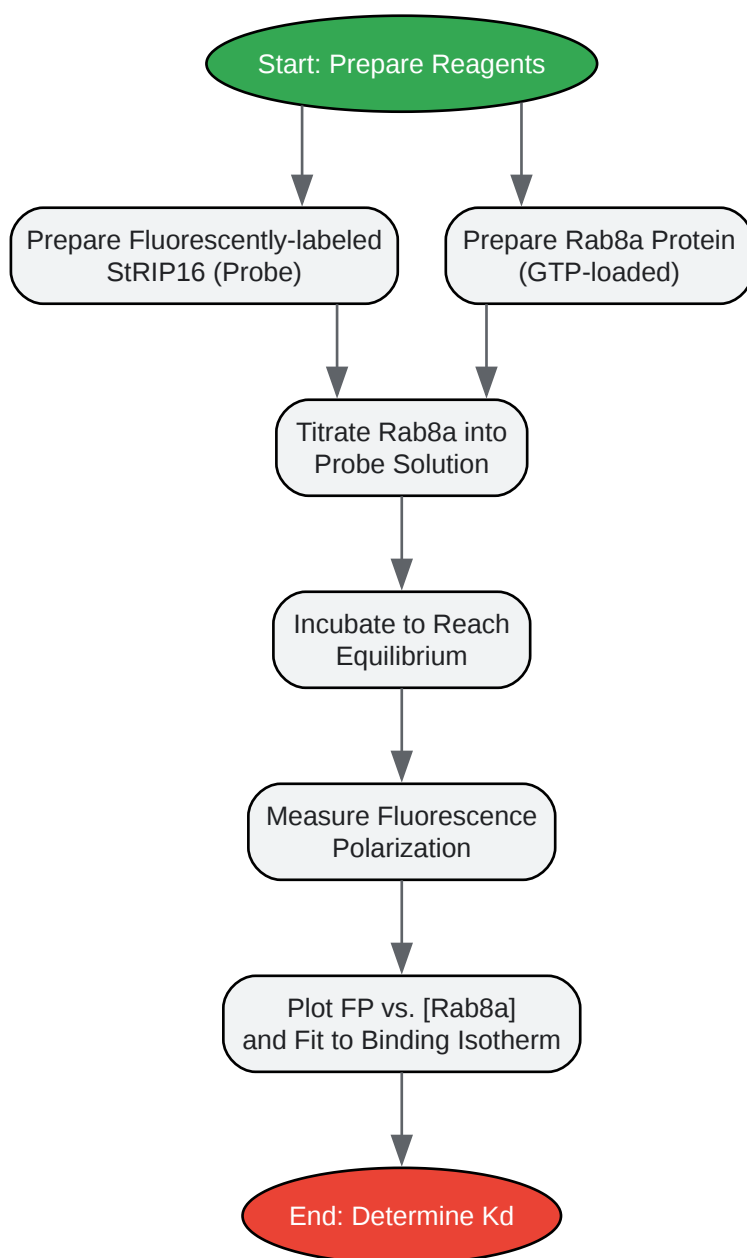 Start: Prepare Reagents
Prepare Fluorescently-labeled
StRIP16 (Probe)
Prepare Rab8a Protein
(GTP-loaded)
Titrate Rab8a into
Probe Solution
Incubate to Reach
Equilibrium
Measure Fluorescence
Polarization
Plot FP vs. [Rab8a]
and Fit to Binding Isotherm
End: Determine Kd